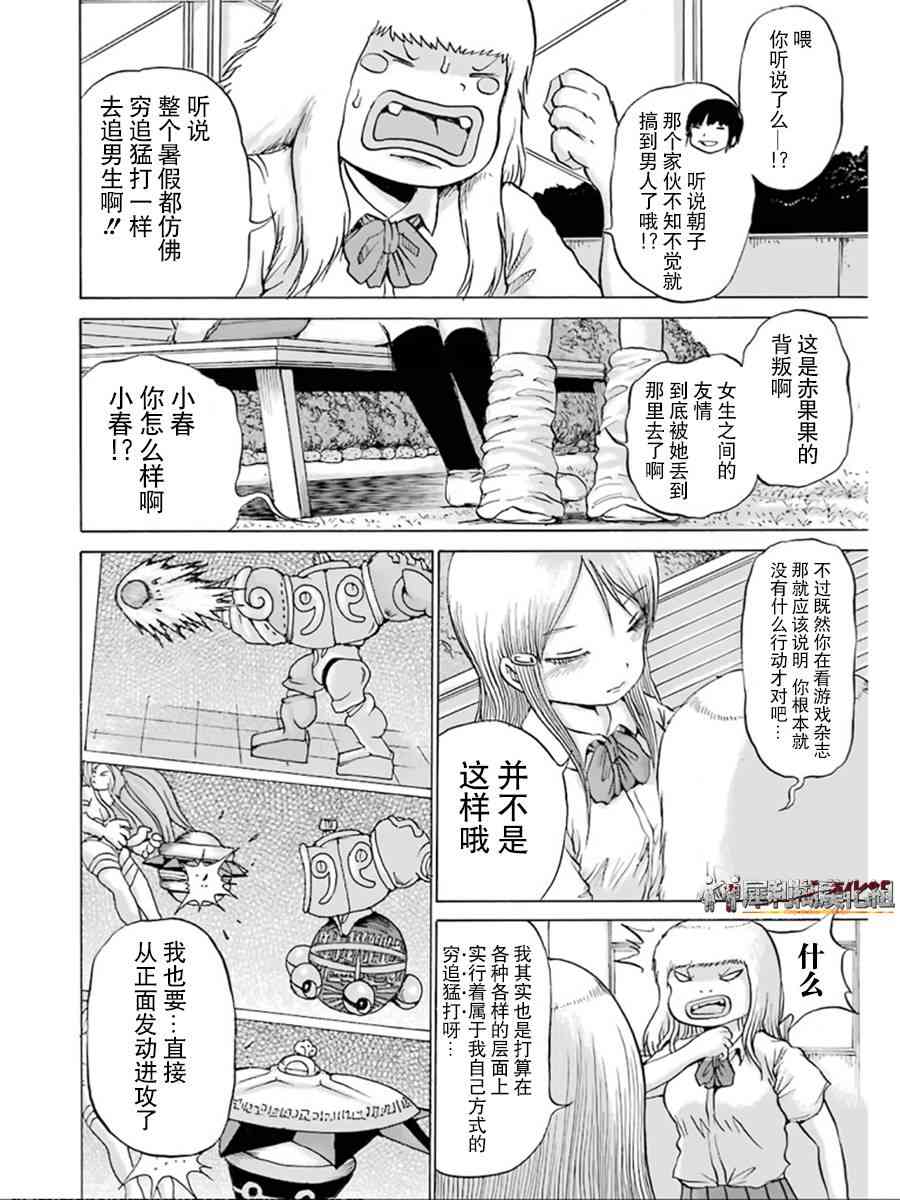 喂
你听说了么—!?
听说朝子
那个家伙不知不觉就
搞到男人了哦!?
听说
整个暑假都仿佛
穷追猛打一样
去追男生啊!!
这是赤果果的
背叛啊
女生之间的
友情
到底被她丢到
那里去了啊
小春
你怎么样啊
小春!?
不过既然你在看游戏杂志
那就应该说明 你根本就
没有什么行动才对吧…
并不是
这样哦
什么
我其实也是打算在
各种各样的层面上
实行着属于我自己方式的
穷追猛打呀…
我也要…直接
从正面发动进攻了